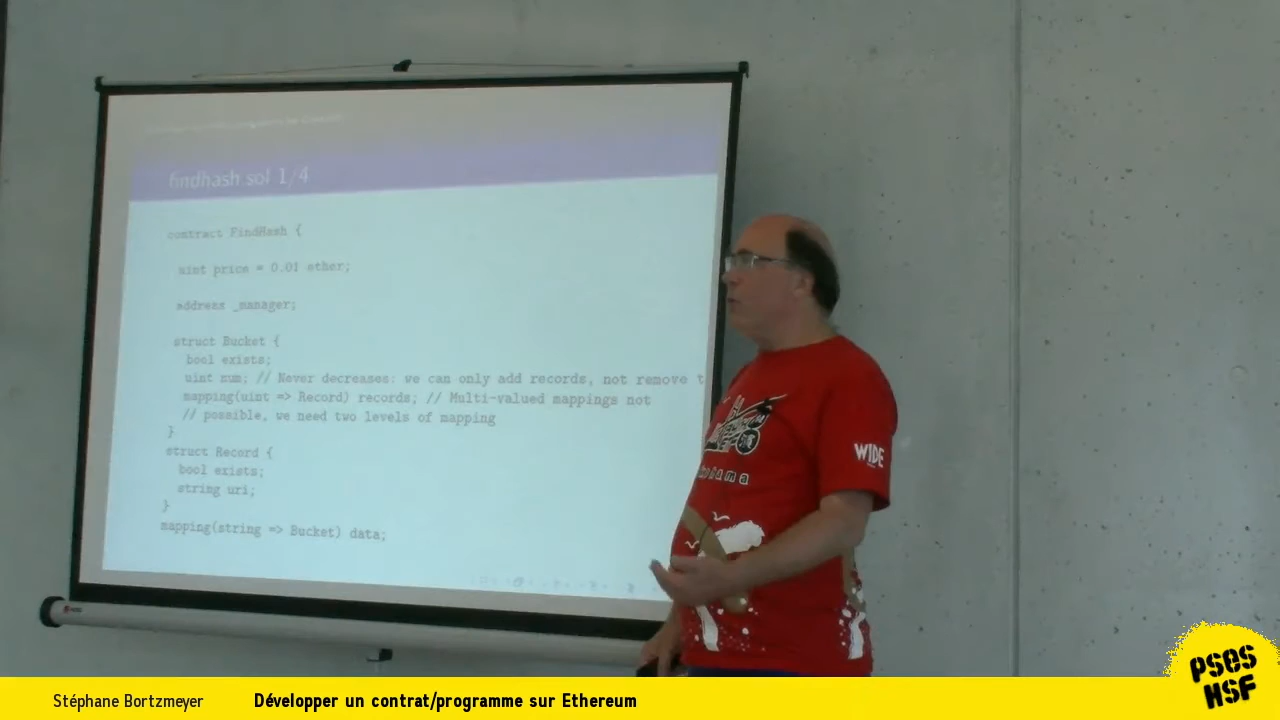 findhash sol 1/4
contract FindHash {
uint price = 0.01 ether;
address _manager;
struct Bucket {
bool exists;
uint num; // Never decreases: we can only add records, not remove t
mapping(uint => Record) records; // Multi-valued mappings not
// possible, we need two levels of mapping
}
struct Record {
bool exists;
string uri;
}
mapping(string => Bucket) data;
WIDE
Stéphane Bortzmeyer
Développer un contrat/programme sur Ethereum
PSES
HSF